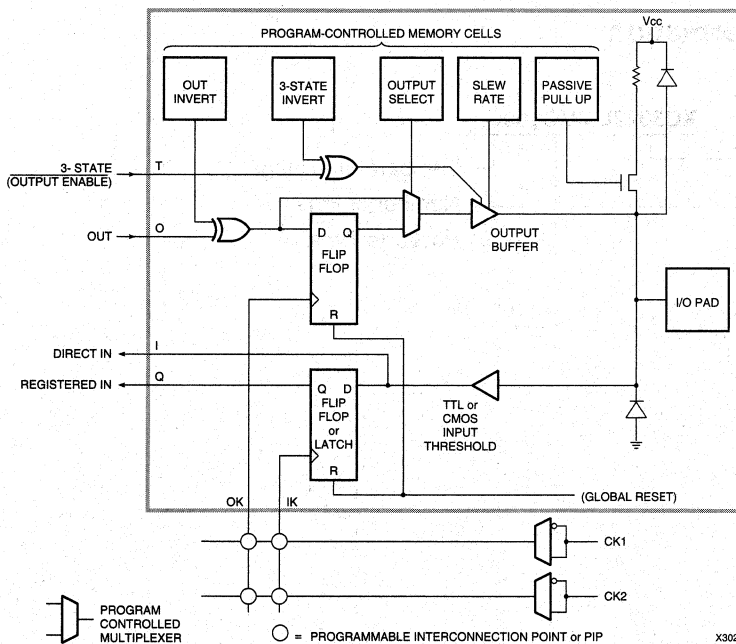 Vcc
PROGRAM-CONTROLLED MEMORY CELLS
OUT
INVERT
3-STATE
INVERT
OUTPUT
SELECT
SLEW
RATE
PASSIVE
PULL UP
3- STATE
(OUTPUT ENABLE)
T
OUT
O
D Q
FLIP
FLOP
R
OUTPUT
BUFFER
I/O PAD
DIRECT IN
I
REGISTERED IN
Q
Q D
FLIP
FLOP
or
LATCH
R
TTL or
CMOS
INPUT
THRESHOLD
OK
IK
(GLOBAL RESET)
CK1
CK2
PROGRAM
CONTROLLED
MULTIPLEXER
= PROGRAMMABLE INTERCONNECTION POINT or PIP
X302